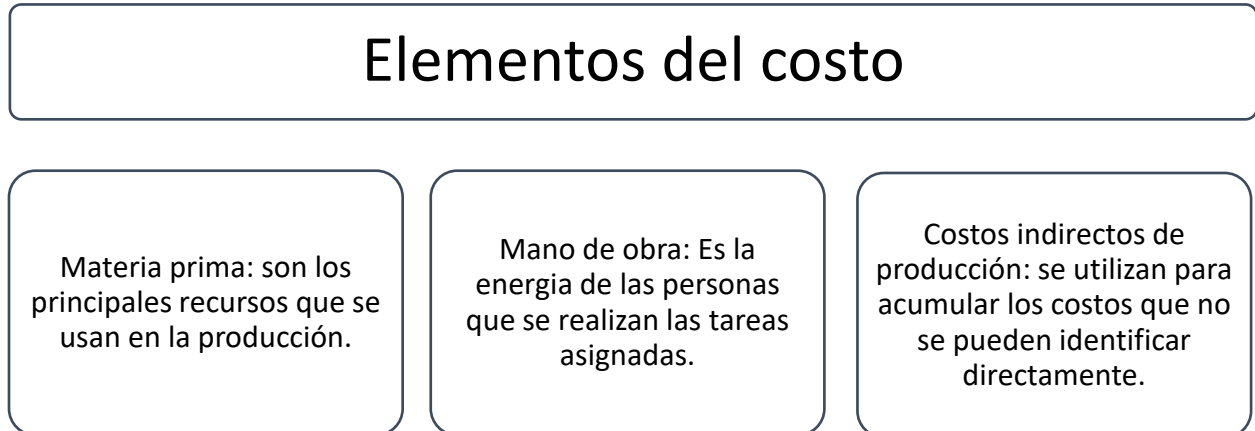 Elementos del costo
Materia prima: son los
principales recursos que se
usan en la producción.
Mano de obra: Es la
energia de las personas
que se realizan las tareas
asignadas.
Costos indirectos de
producción: se utilizan para
acumular los costos que no
se pueden identificar
directamente.